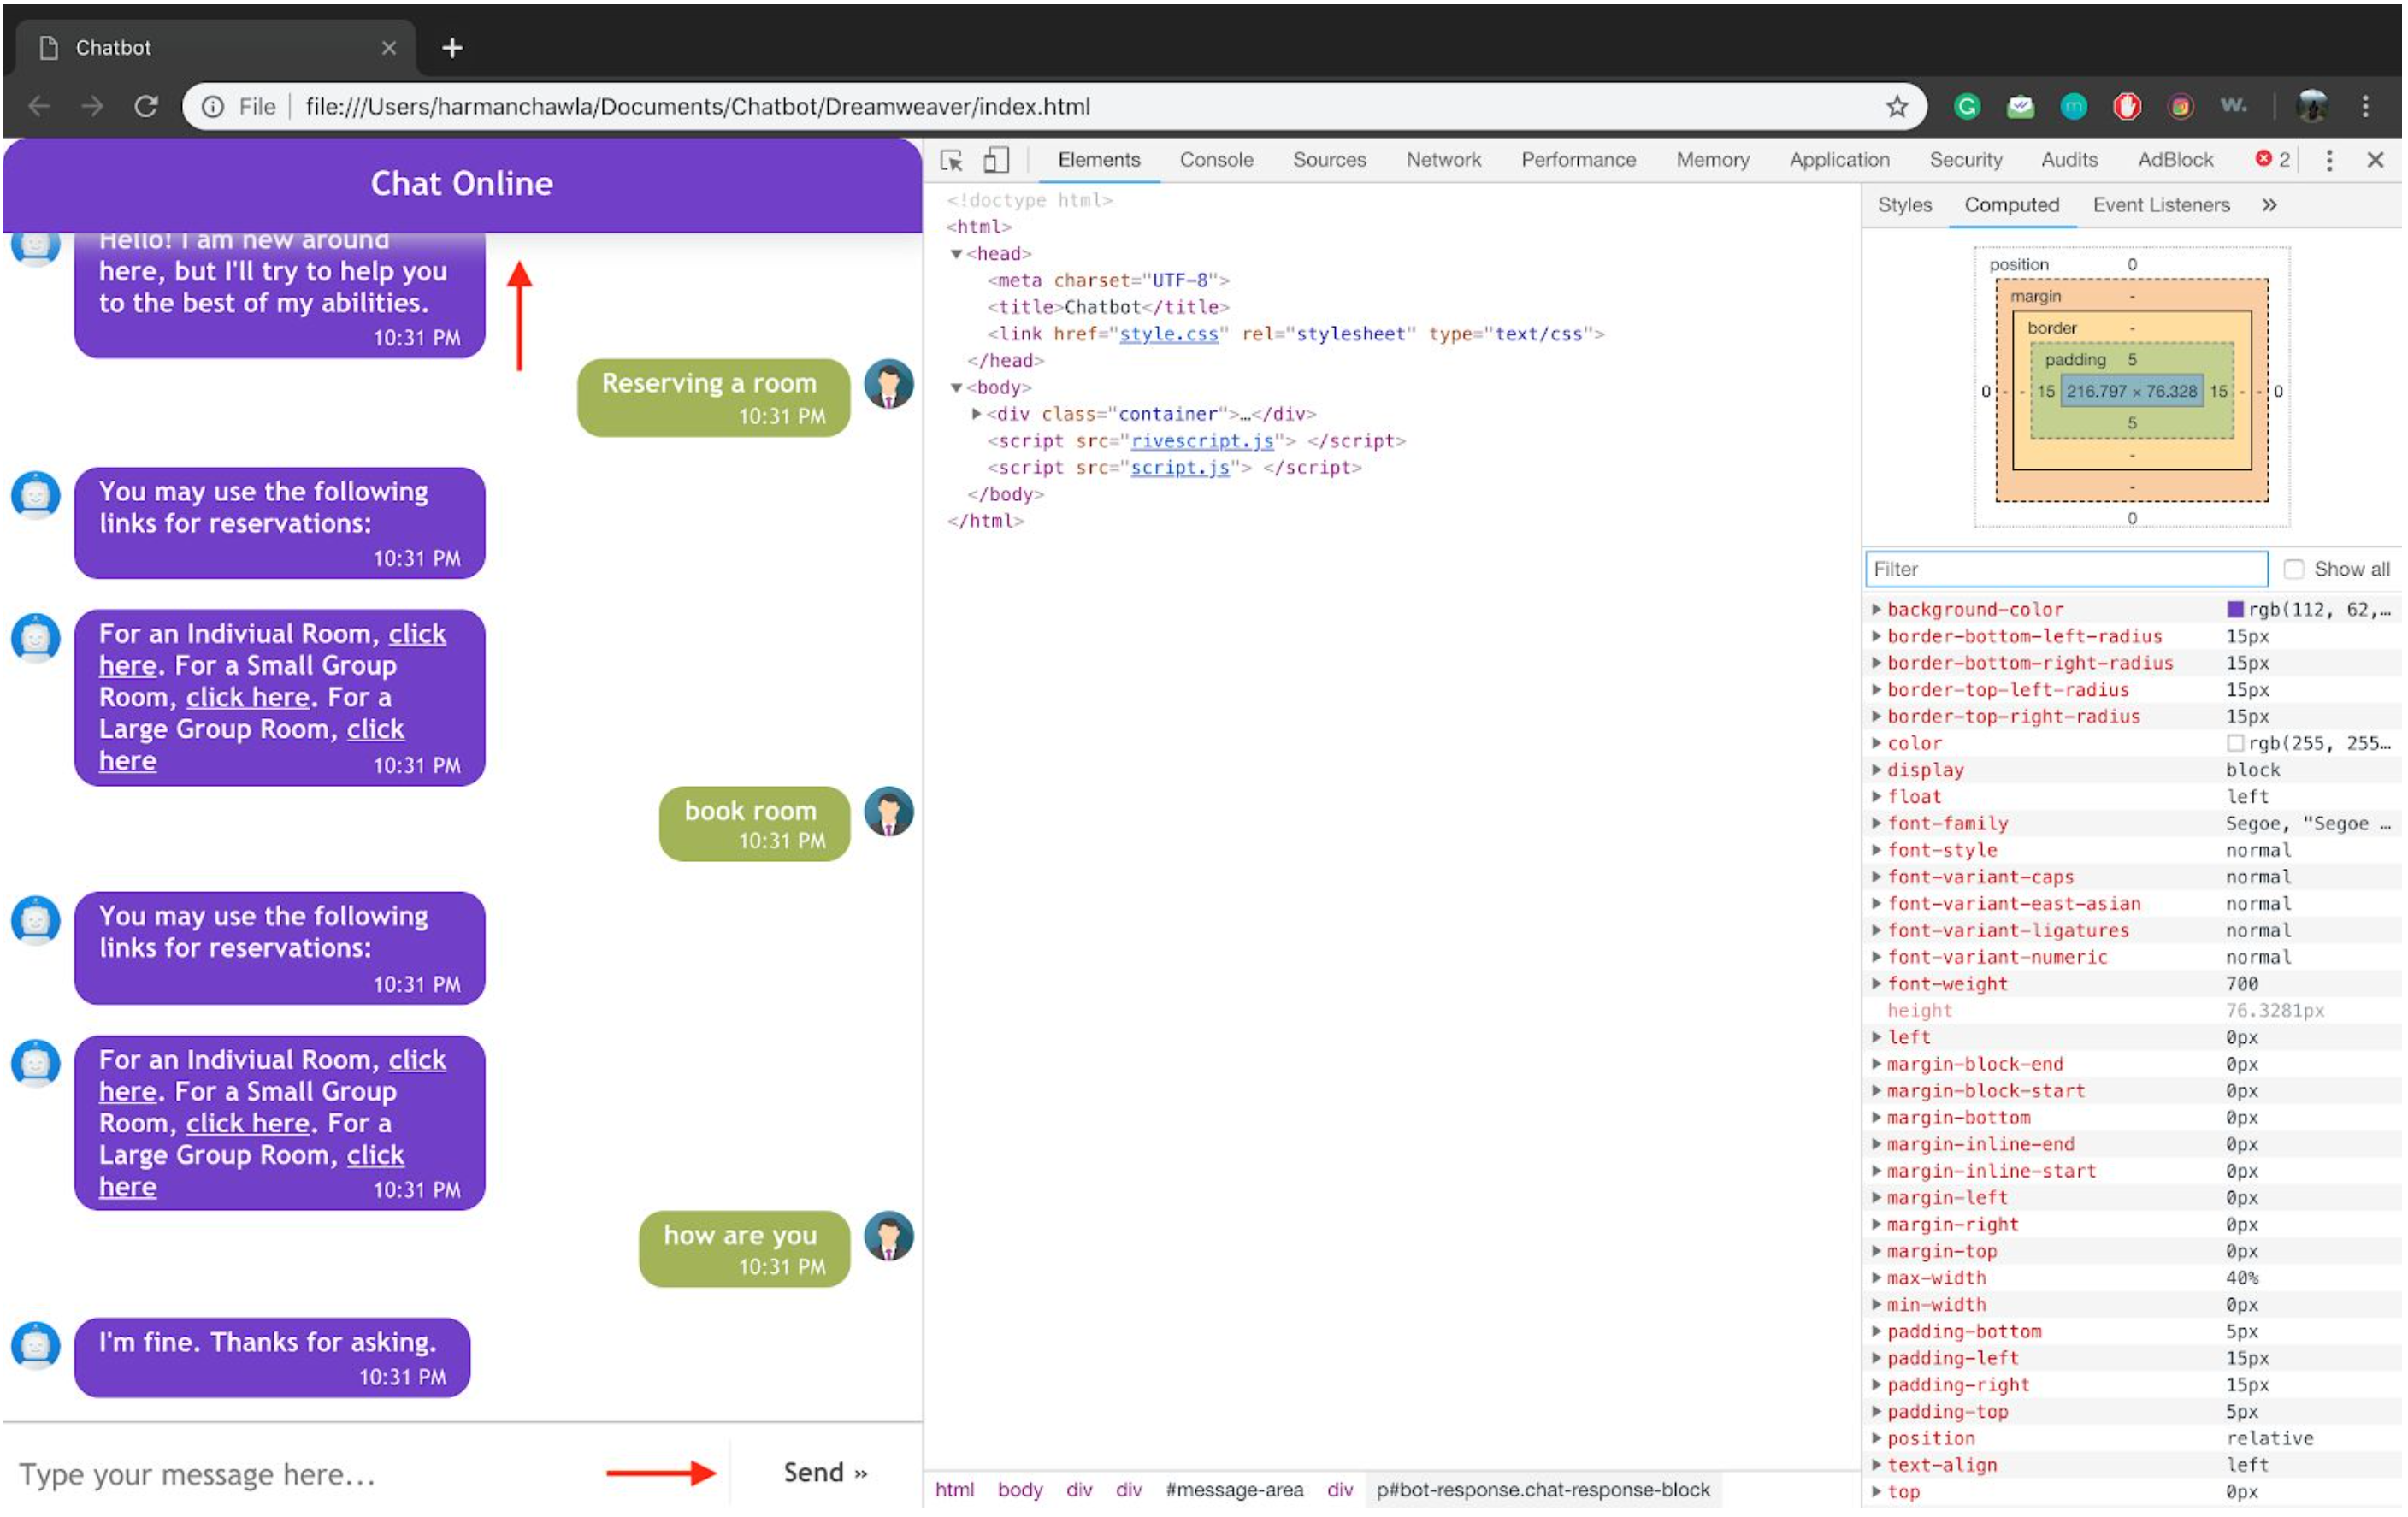 Chatbot
File file:///Users/harmanchawla/Documents/Chatbot/Dreamweaver/index.html
Chat Online
Hello! I am new around
here, but I'll try to help you
to the best of my abilities.
10:31 PM
Reserving a room
10:31 PM
You may use the following
links for reservations:
10:31 PM
For an Indiviual Room, click
here. For a Small Group
Room, click here. For a
Large Group Room, click
here 10:31 PM
book room
10:31 PM
You may use the following
links for reservations:
10:31 PM
For an Indiviual Room, click
here. For a Small Group
Room, click here. For a
Large Group Room, click
here 10:31 PM
how are you
10:31 PM
I'm fine. Thanks for asking.
10:31 PM
Type your message here...
Send »
Elements Console Sources Network Performance Memory Application Security Audits AdBlock 2
<!doctype html>
<html>
<head>
<meta charset="UTF-8">
<title>Chatbot</title>
<link href="style.css" rel="stylesheet" type="text/css">
</head>
<body>
<div class="container">…</div>
<script src="rivescript.js"> </script>
<script src="script.js"> </script>
</body>
</html>
html body div div #message-area div p#bot-response.chat-response-block
Styles Computed Event Listeners »
position 0
margin -
border -
padding 5
0 - - 15 216.797 × 76.328 15 - - 0
5
-
-
0
Filter Show all
background-color rgb(112, 62,…
border-bottom-left-radius 15px
border-bottom-right-radius 15px
border-top-left-radius 15px
border-top-right-radius 15px
color rgb(255, 255…
display block
float left
font-family Segoe, "Segoe …
font-style normal
font-variant-caps normal
font-variant-east-asian normal
font-variant-ligatures normal
font-variant-numeric normal
font-weight 700
height 76.3281px
left 0px
margin-block-end 0px
margin-block-start 0px
margin-bottom 0px
margin-inline-end 0px
margin-inline-start 0px
margin-left 0px
margin-right 0px
margin-top 0px
max-width 40%
min-width 0px
padding-bottom 5px
padding-left 15px
padding-right 15px
padding-top 5px
position relative
text-align left
top 0px